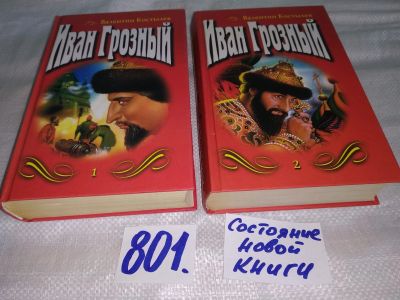 Валентин Костылев
Иван Грозный
1
Валентин Костылев
Иван Грозный
2
801.
Состояние
новой
книги